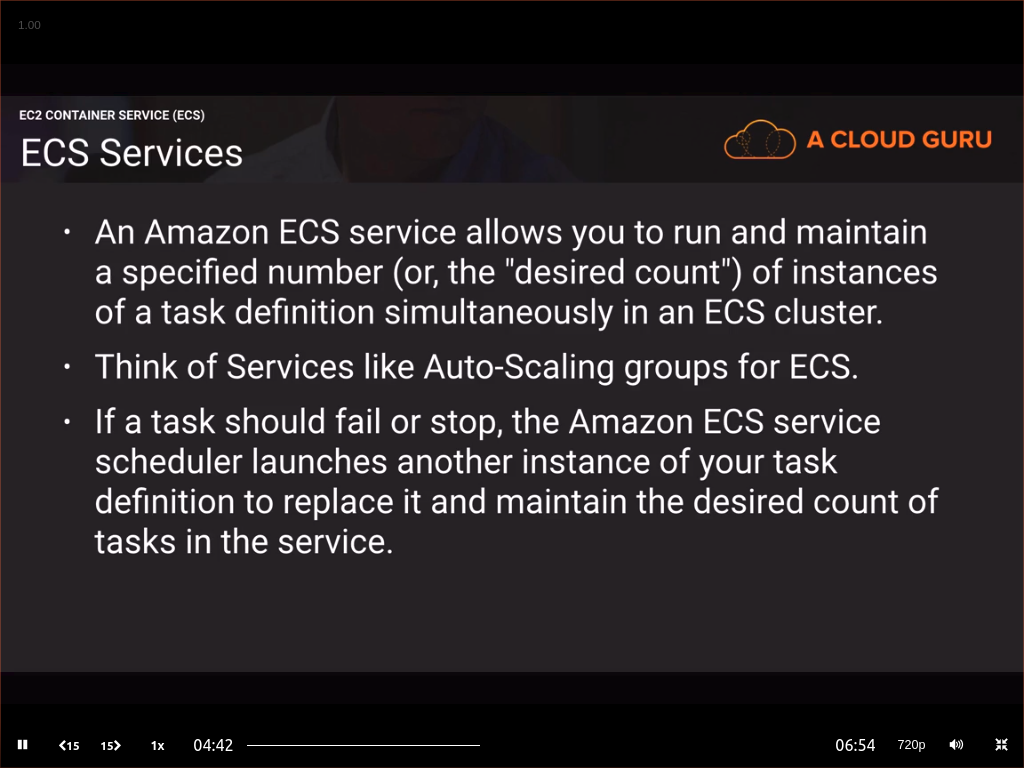 1.00
EC2 CONTAINER SERVICE (ECS)
ECS Services
A CLOUD GURU
• An Amazon ECS service allows you to run and maintain
a specified number (or, the "desired count") of instances
of a task definition simultaneously in an ECS cluster.
• Think of Services like Auto-Scaling groups for ECS.
• If a task should fail or stop, the Amazon ECS service
scheduler launches another instance of your task
definition to replace it and maintain the desired count of
tasks in the service.
15 15 1x 04:42 06:54 720p